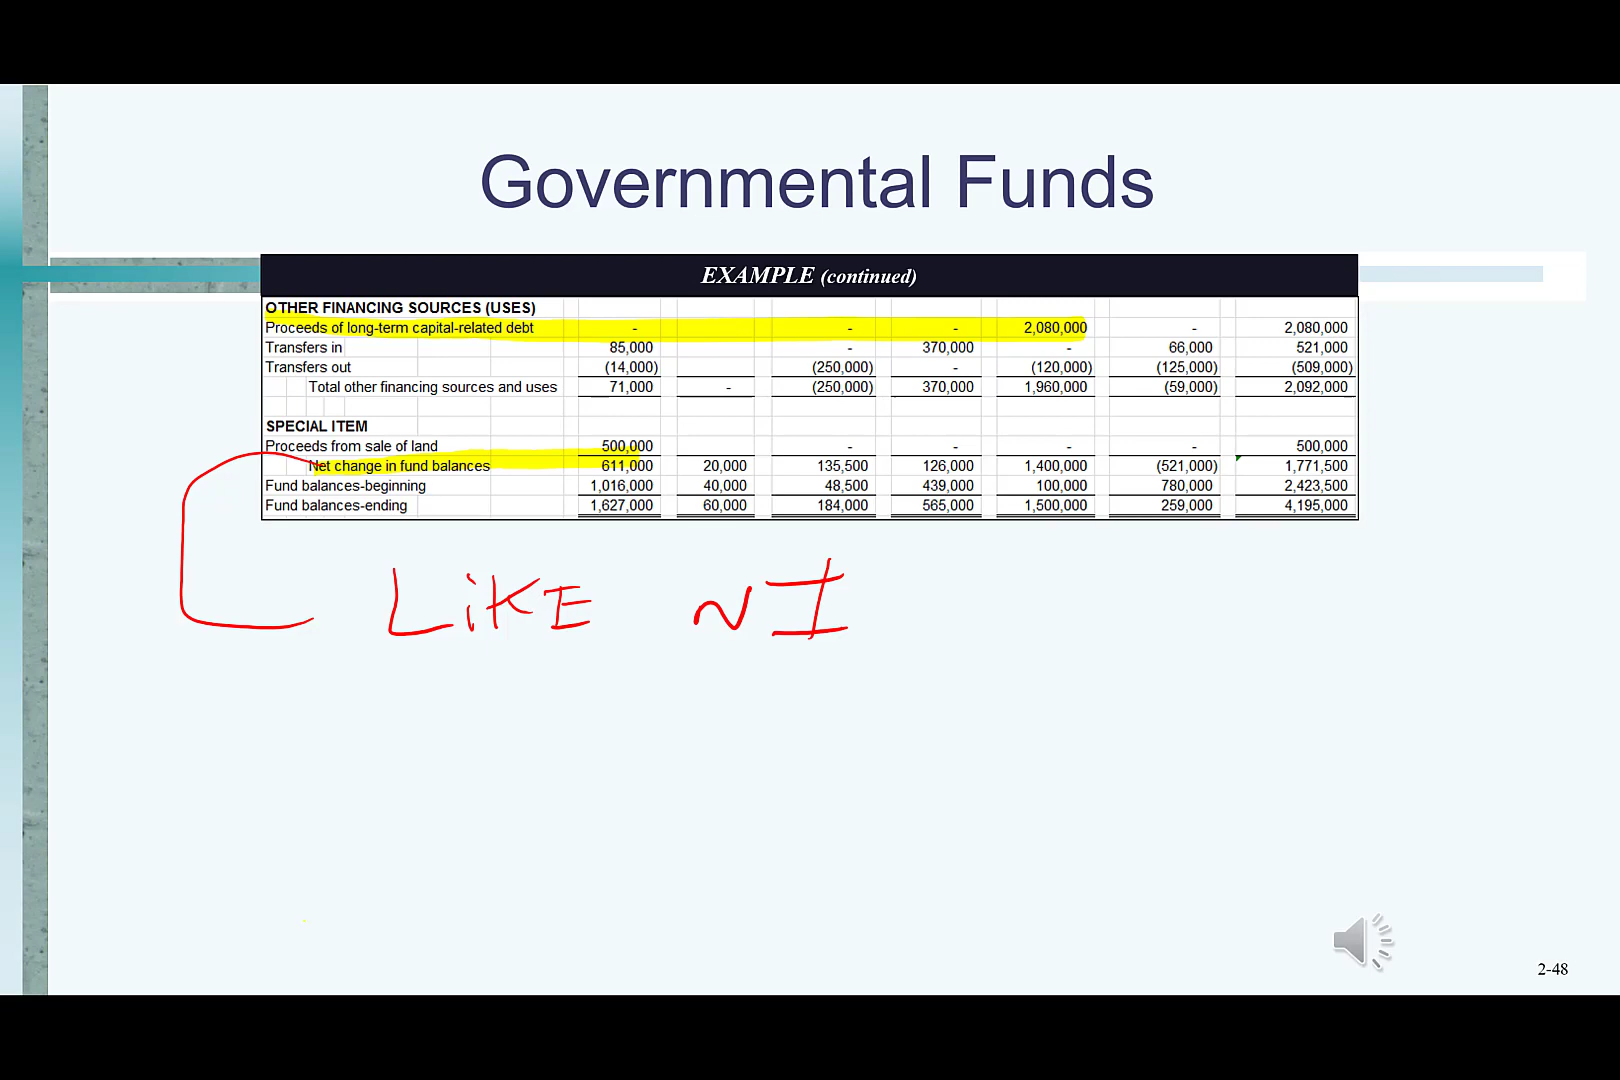 Governmental Funds
EXAMPLE (continued)
OTHER FINANCING SOURCES (USES)
Proceeds of long-term capital-related debt - - - 2,080,000 - 2,080,000
Transfers in 85,000 - 370,000 - 66,000 521,000
Transfers out (14,000) (250,000) - (120,000) (125,000) (509,000)
Total other financing sources and uses 71,000 - (250,000) 370,000 1,960,000 (59,000) 2,092,000
SPECIAL ITEM
Proceeds from sale of land 500,000 - - - - 500,000
Net change in fund balances 611,000 20,000 135,500 126,000 1,400,000 (521,000) 1,771,500
Fund balances-beginning 1,016,000 40,000 48,500 439,000 100,000 780,000 2,423,500
Fund balances-ending 1,627,000 60,000 184,000 565,000 1,500,000 259,000 4,195,000
LiKE NI
2-48